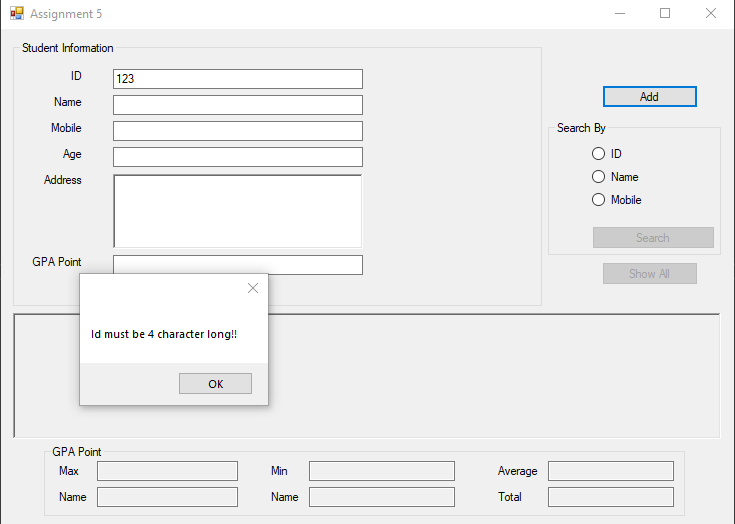 Assignment 5
Student Information
ID 123
Name
Mobile
Age
Address
GPA Point
Add
Search By
ID
Name
Mobile
Search
Show All
Id must be 4 character long!!
OK
GPA Point
Max Min Average
Name Name Total